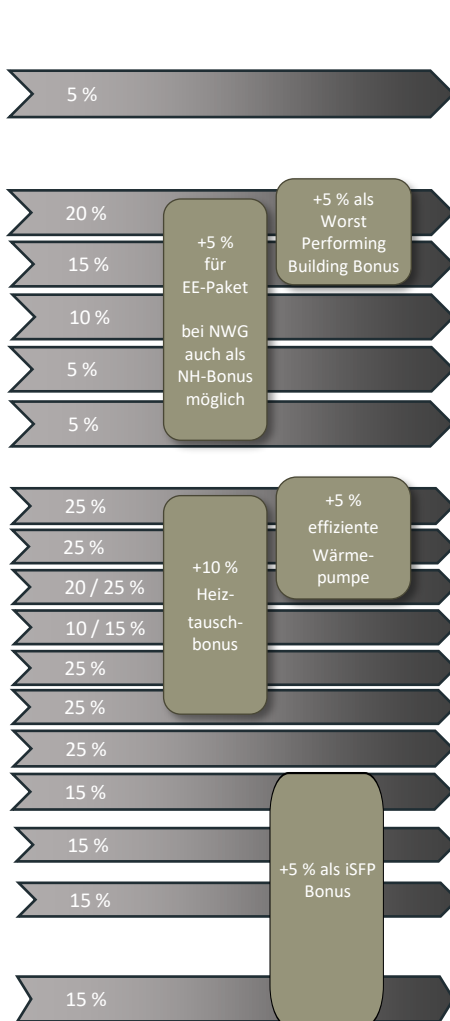 5 %
20 %
15 %
10 %
5 %
5 %
+5 %
für
EE-Paket
bei NWG
auch als
NH-Bonus
möglich
+5 % als
Worst
Performing
Building Bonus
25 %
25 %
20 / 25 %
10 / 15 %
25 %
25 %
25 %
15 %
15 %
15 %
15 %
+10 %
Heiz-
tausch-
bonus
+5 %
effiziente
Wärme-
pumpe
+5 % als iSFP
Bonus